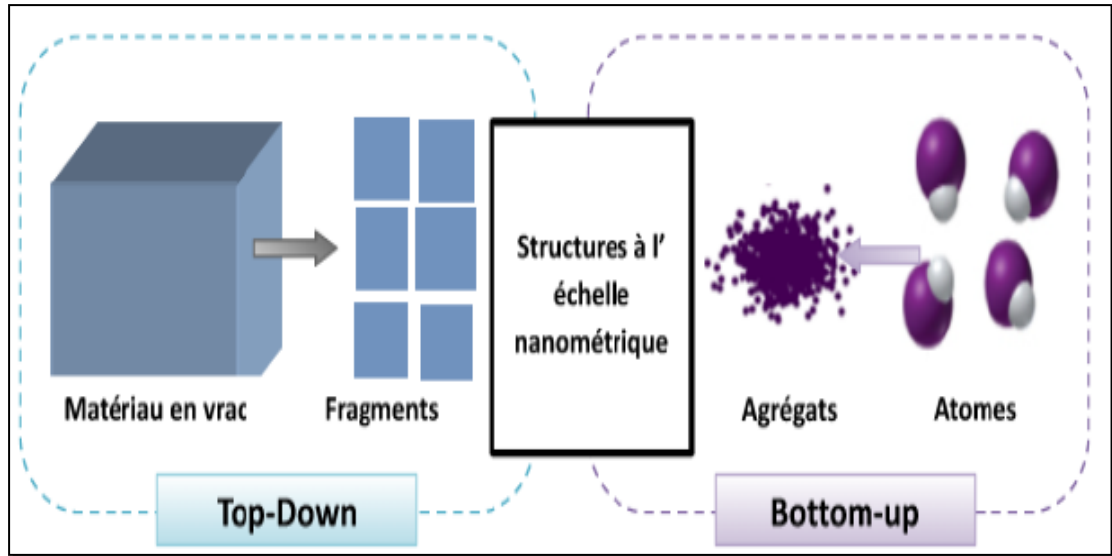 Structures à l'
échelle
nanométrique
Matériau en vrac
Fragments
Agrégats
Atomes
Top-Down
Bottom-up